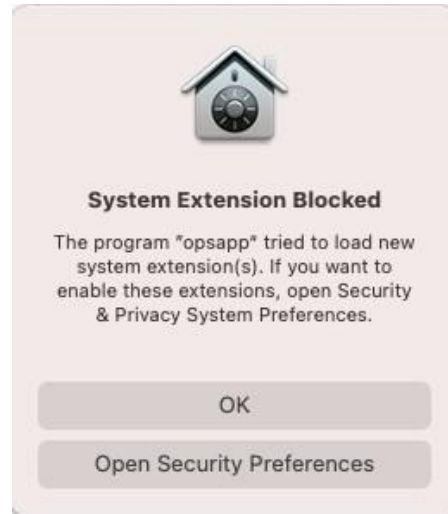 System Extension Blocked
The program "opsapp" tried to load new
system extension(s). If you want to
enable these extensions, open Security
& Privacy System Preferences.
OK
Open Security Preferences